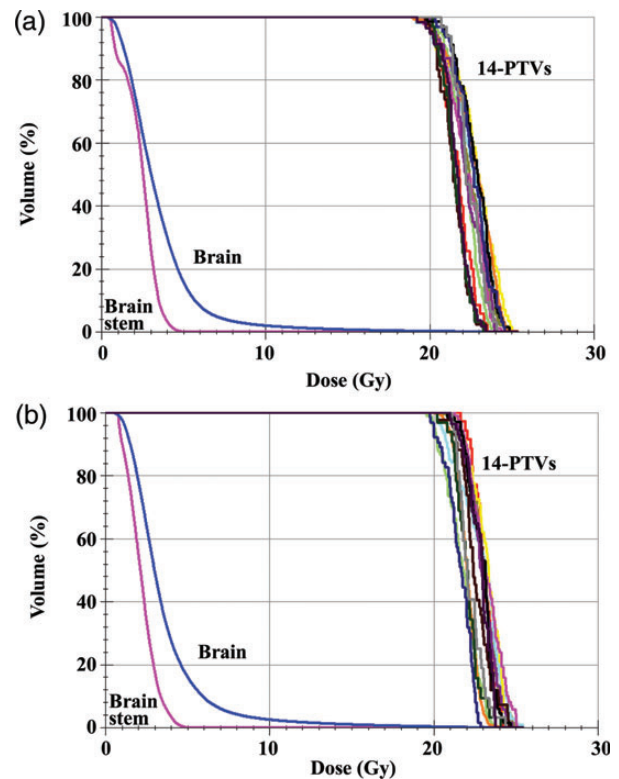 (a)
100
80
60
40
20
0
Volume (%)
14-PTVs
Brain
Brain
stem
0 10 20 30
Dose (Gy)
(b)
100
80
60
40
20
0
Volume (%)
14-PTVs
Brain
Brain
stem
0 10 20 30
Dose (Gy)